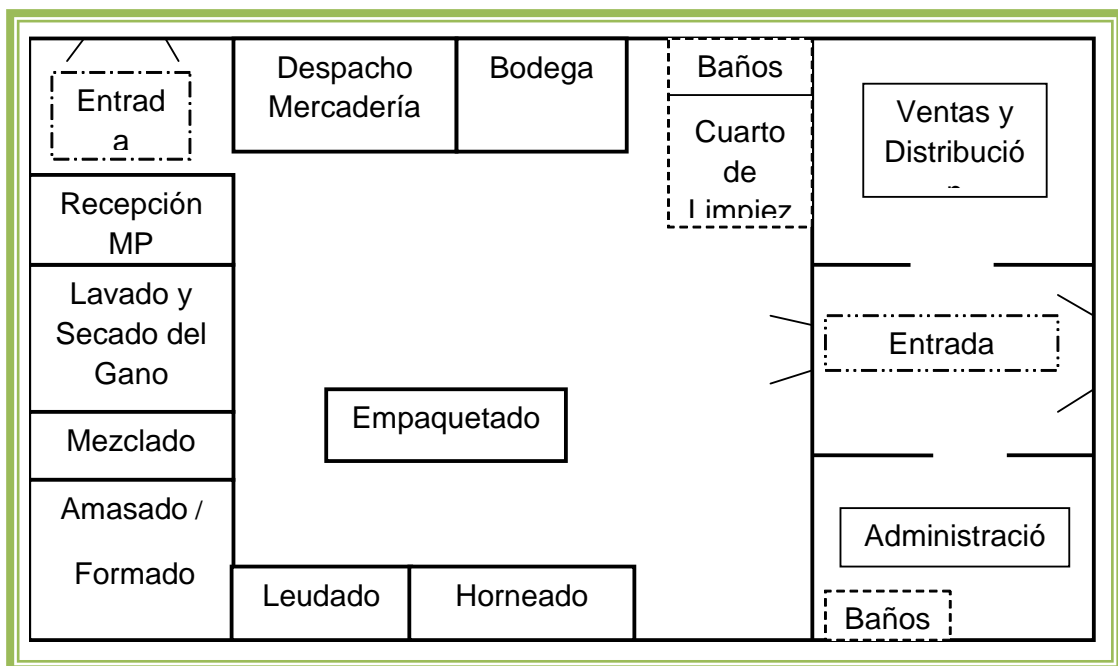 Entrad
a
Despacho
Mercadería
Bodega
Baños
Cuarto
de
Limpiez
Ventas y
Distribució
Recepción
MP
Lavado y
Secado del
Gano
Entrada
Mezclado
Empaquetado
Amasado /
Formado
Administració
Leudado
Horneado
Baños